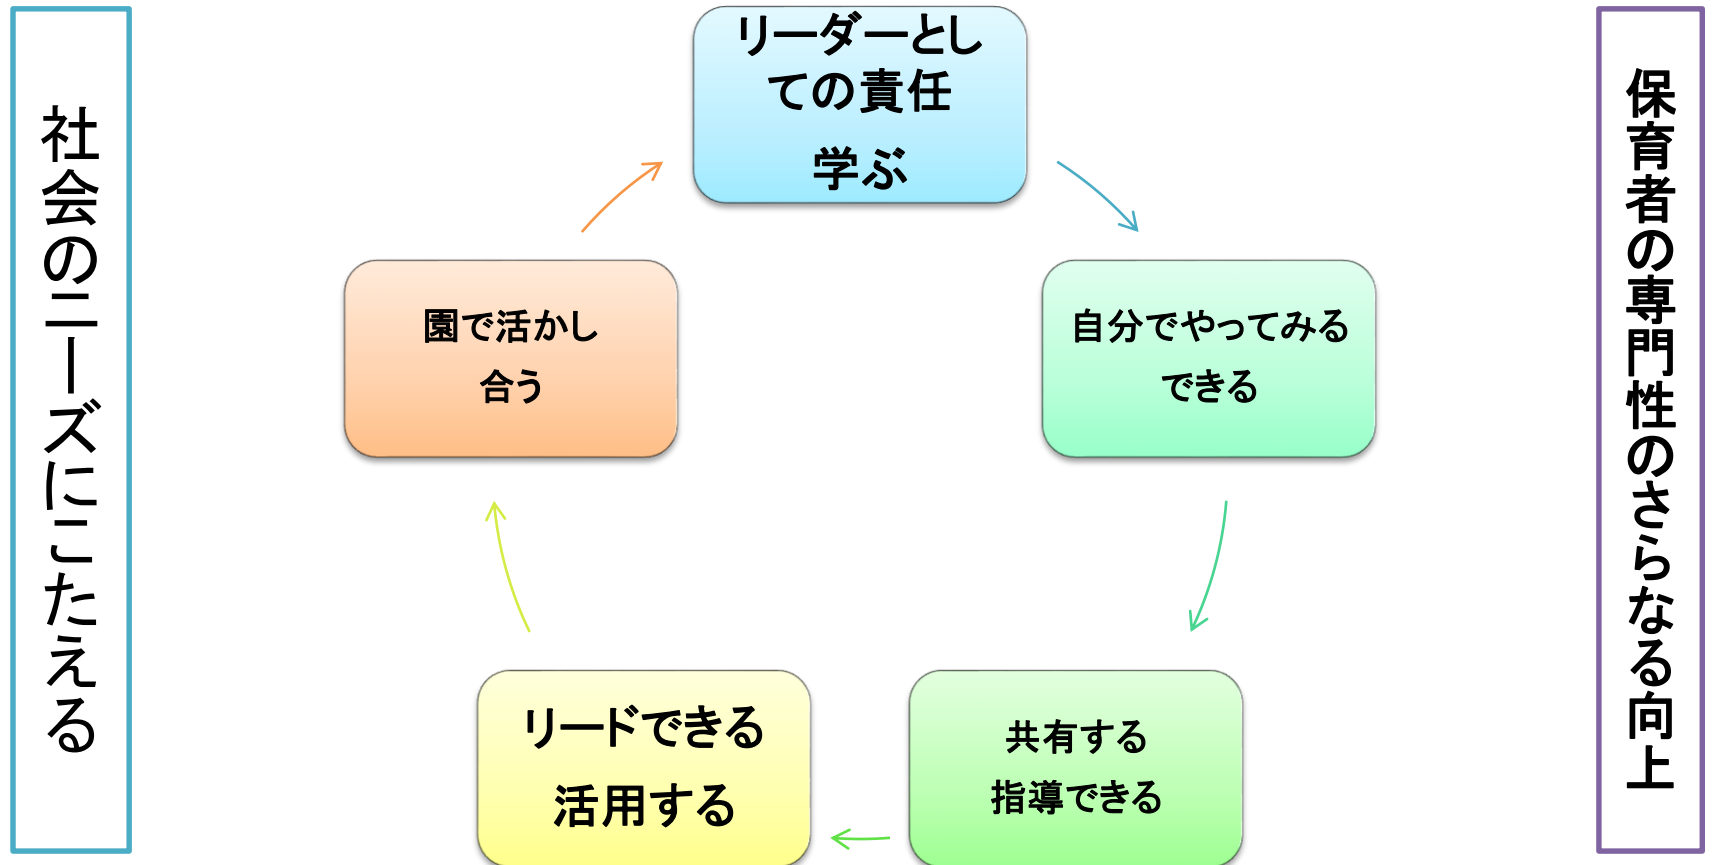 社会のニーズにこたえる
リーダーとし
ての責任
学ぶ
自分でやってみる
できる
共有する
指導できる
リードできる
活用する
園で活かし
合う
保育者の専門性のさらなる向上